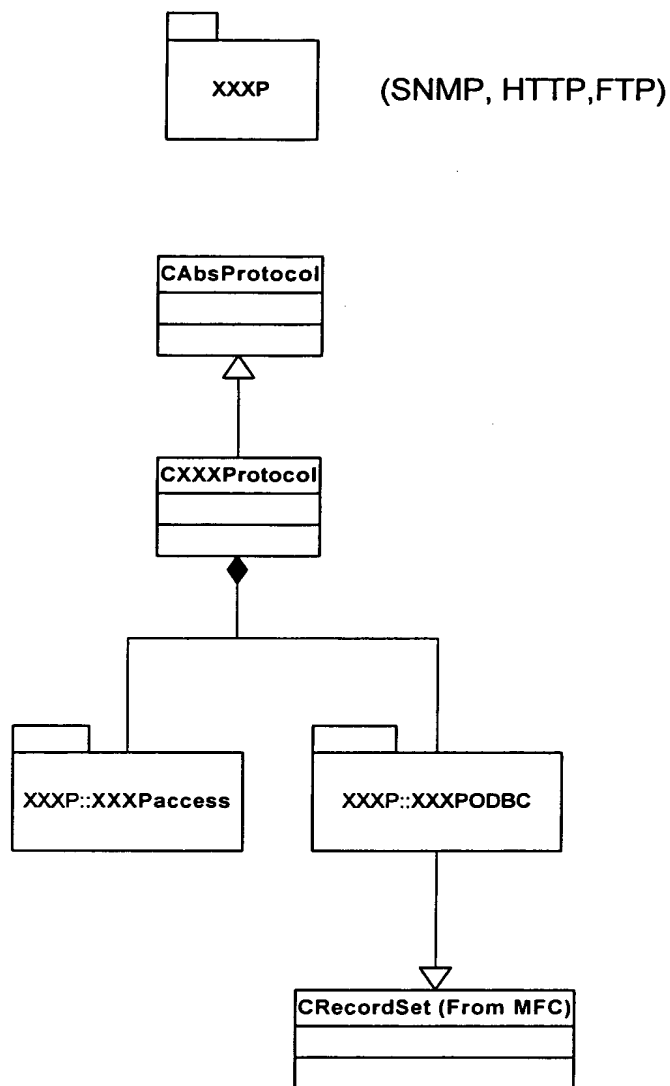 XXXP
(SNMP, HTTP,FTP)
CAbsProtocol
CXXXProtocol
XXXP::XXXPaccess
XXXP::XXXPODBC
CRecordSet (From MFC)